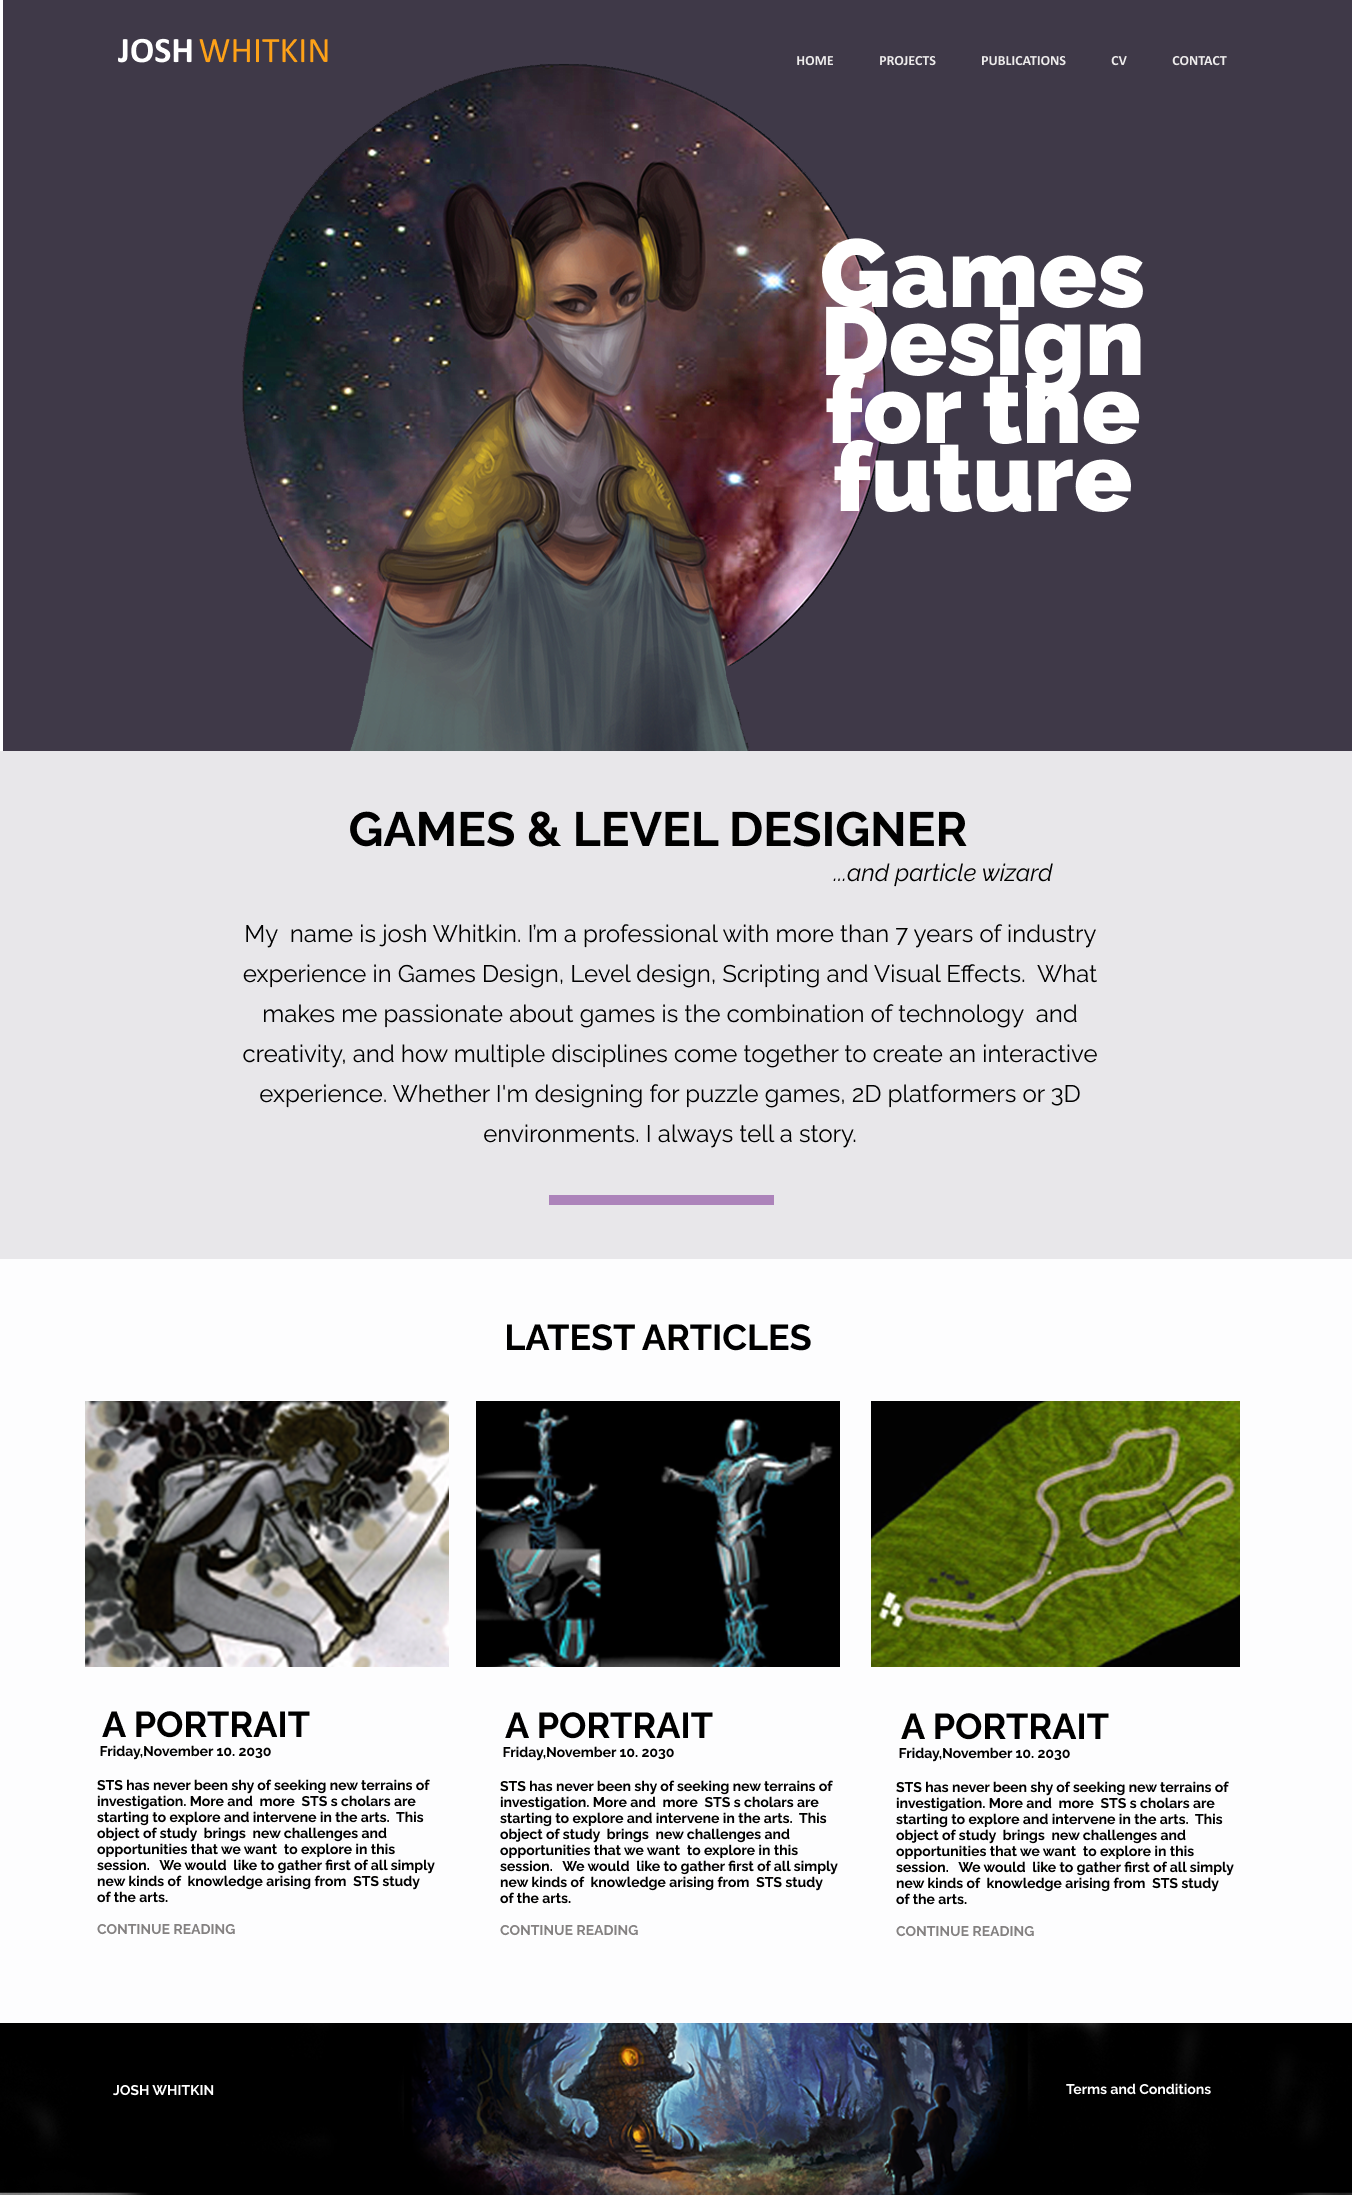 JOSH WHITKIN
HOME PROJECTS PUBLICATIONS CV CONTACT
Games
Design
for the
future
GAMES & LEVEL DESIGNER
...and particle wizard
My name is josh Whitkin. I'm a professional with more than 7 years of industry
experience in Games Design, Level design, Scripting and Visual Effects. What
makes me passionate about games is the combination of technology and
creativity, and how multiple disciplines come together to create an interactive
experience. Whether I'm designing for puzzle games, 2D platformers or 3D
environments. I always tell a story.
LATEST ARTICLES
A PORTRAIT
Friday,November 10. 2030
STS has never been shy of seeking new terrains of
investigation. More and more STS s cholars are
starting to explore and intervene in the arts. This
object of study brings new challenges and
opportunities that we want to explore in this
session. We would like to gather first of all simply
new kinds of knowledge arising from STS study
of the arts.
CONTINUE READING
A PORTRAIT
Friday,November 10. 2030
STS has never been shy of seeking new terrains of
investigation. More and more STS s cholars are
starting to explore and intervene in the arts. This
object of study brings new challenges and
opportunities that we want to explore in this
session. We would like to gather first of all simply
new kinds of knowledge arising from STS study
of the arts.
CONTINUE READING
A PORTRAIT
Friday,November 10. 2030
STS has never been shy of seeking new terrains of
investigation. More and more STS s cholars are
starting to explore and intervene in the arts. This
object of study brings new challenges and
opportunities that we want to explore in this
session. We would like to gather first of all simply
new kinds of knowledge arising from STS study
of the arts.
CONTINUE READING
JOSH WHITKIN
Terms and Conditions